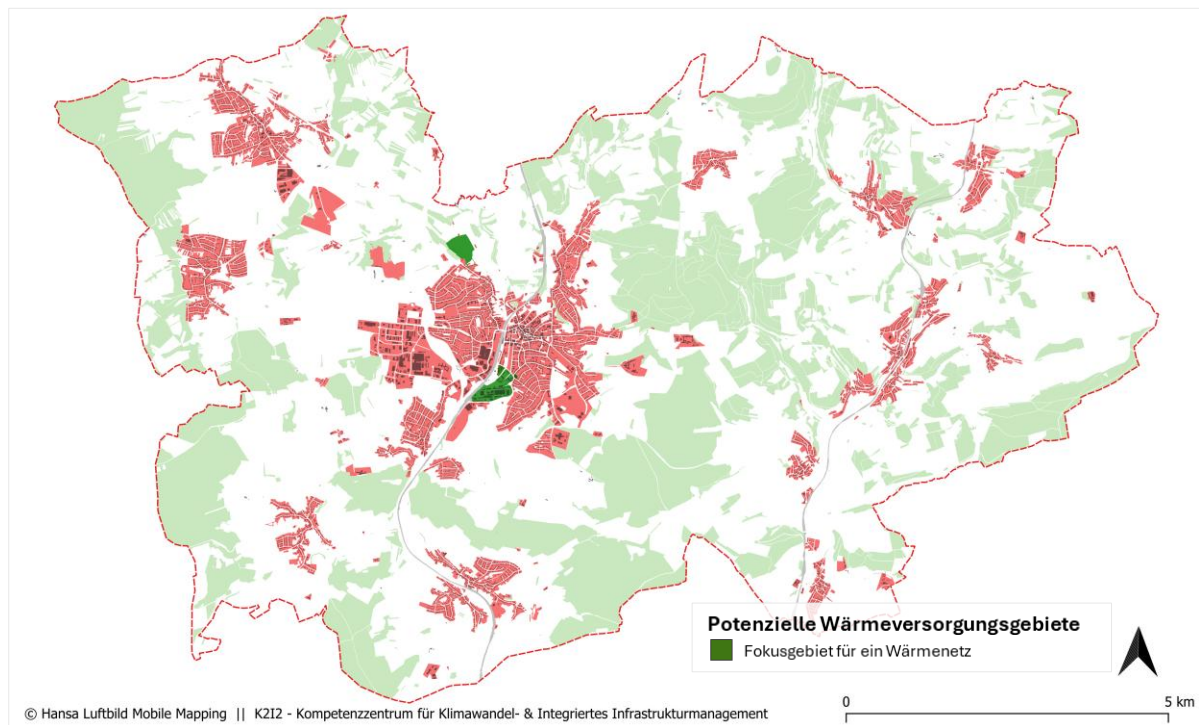 Potenzielle Wärmeversorgungsgebiete
Fokusgebiet für ein Wärmenetz
© Hansa Luftbild Mobile Mapping || K2I2 - Kompetenzzentrum für Klimawandel- & Integriertes Infrastrukturmanagement
0 5 km